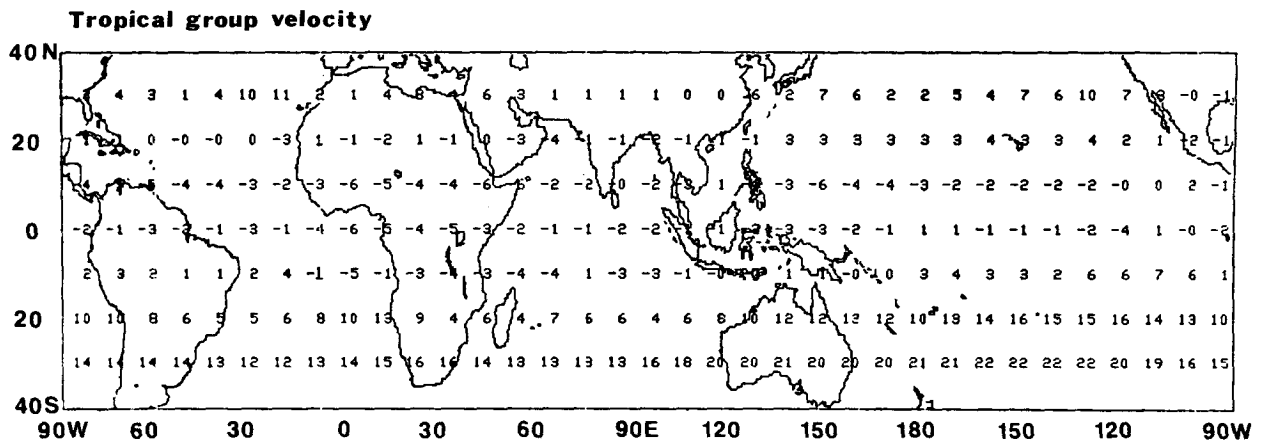 Tropical group velocity
40 N
4 3 1 4 10 11 2 1 4 8 6 3 1 1 1 1 0 0 -6 2 7 6 2 2 5 4 7 6 10 7 8 -0 -1
20
0 -0 -0 0 -3 1 -1 -2 1 -1 0 -3 -4 -1 -1 -2 -1 -1 3 3 3 3 3 3 4 3 4 2 1 -2 -1
-4 -4 -3 -2 -3 -6 -5 -4 -4 -6 -2 -2 -0 -2 -3 1 -3 -6 -4 -4 -3 -2 -2 -2 -2 -2 -0 0 2 -1
0
-2 -1 -3 -2 -1 -3 -1 -4 -6 -5 -4 -5 -3 -2 -1 -1 -2 -2 -3 -3 -2 -1 1 1 -1 -1 -1 -2 -4 1 -0 -2
2 3 2 1 1 2 4 -1 -5 -1 -3 -3 -4 -4 1 -3 -3 -1 1 -0 0 3 4 3 3 2 6 6 7 6 1
20
10 10 8 6 5 5 6 8 10 13 9 4 6 4 7 6 6 4 6 8 10 12 12 13 12 10 13 14 16 15 15 16 14 13 10
14 14 14 14 13 12 12 13 14 15 16 16 14 13 13 13 13 16 18 20 20 21 20 20 20 21 21 22 22 22 22 20 19 16 15
40S
90W 60 30 0 30 60 90E 120 150 180 150 120 90W